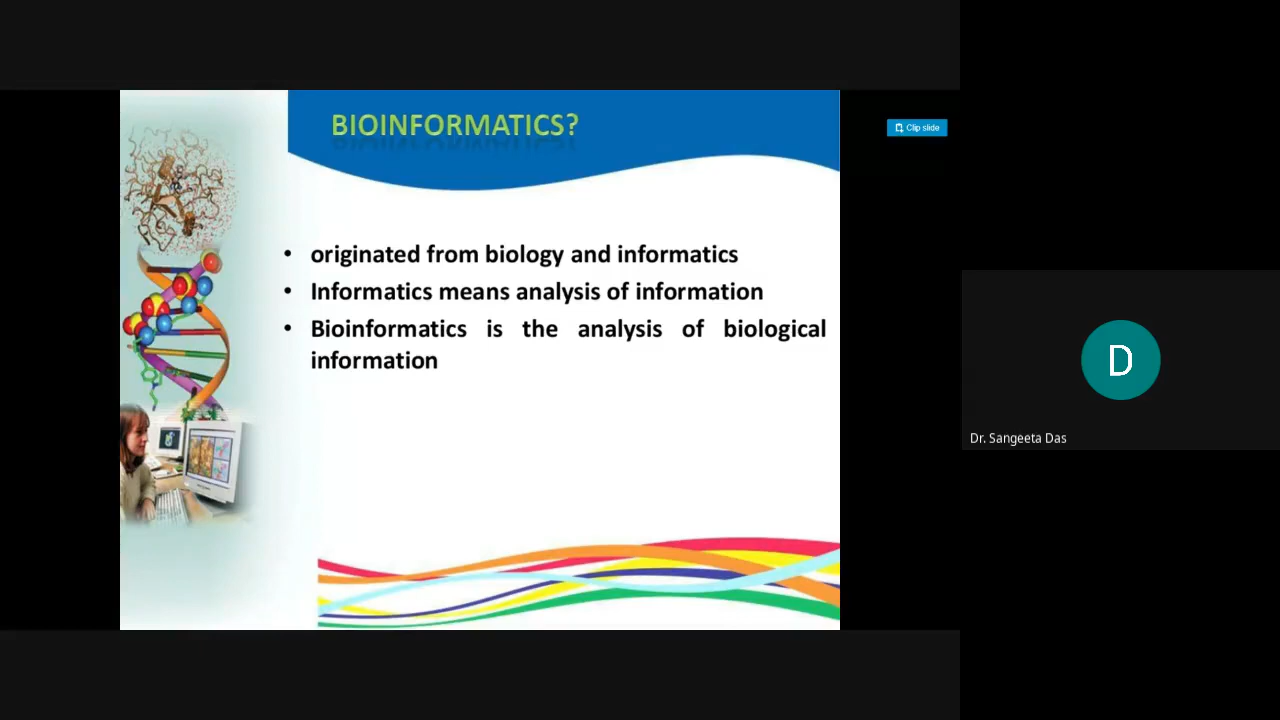 BIOINFORMATICS?
Clip slide
• originated from biology and informatics
• Informatics means analysis of information
• Bioinformatics is the analysis of biological
information
D
Dr. Sangeeta Das